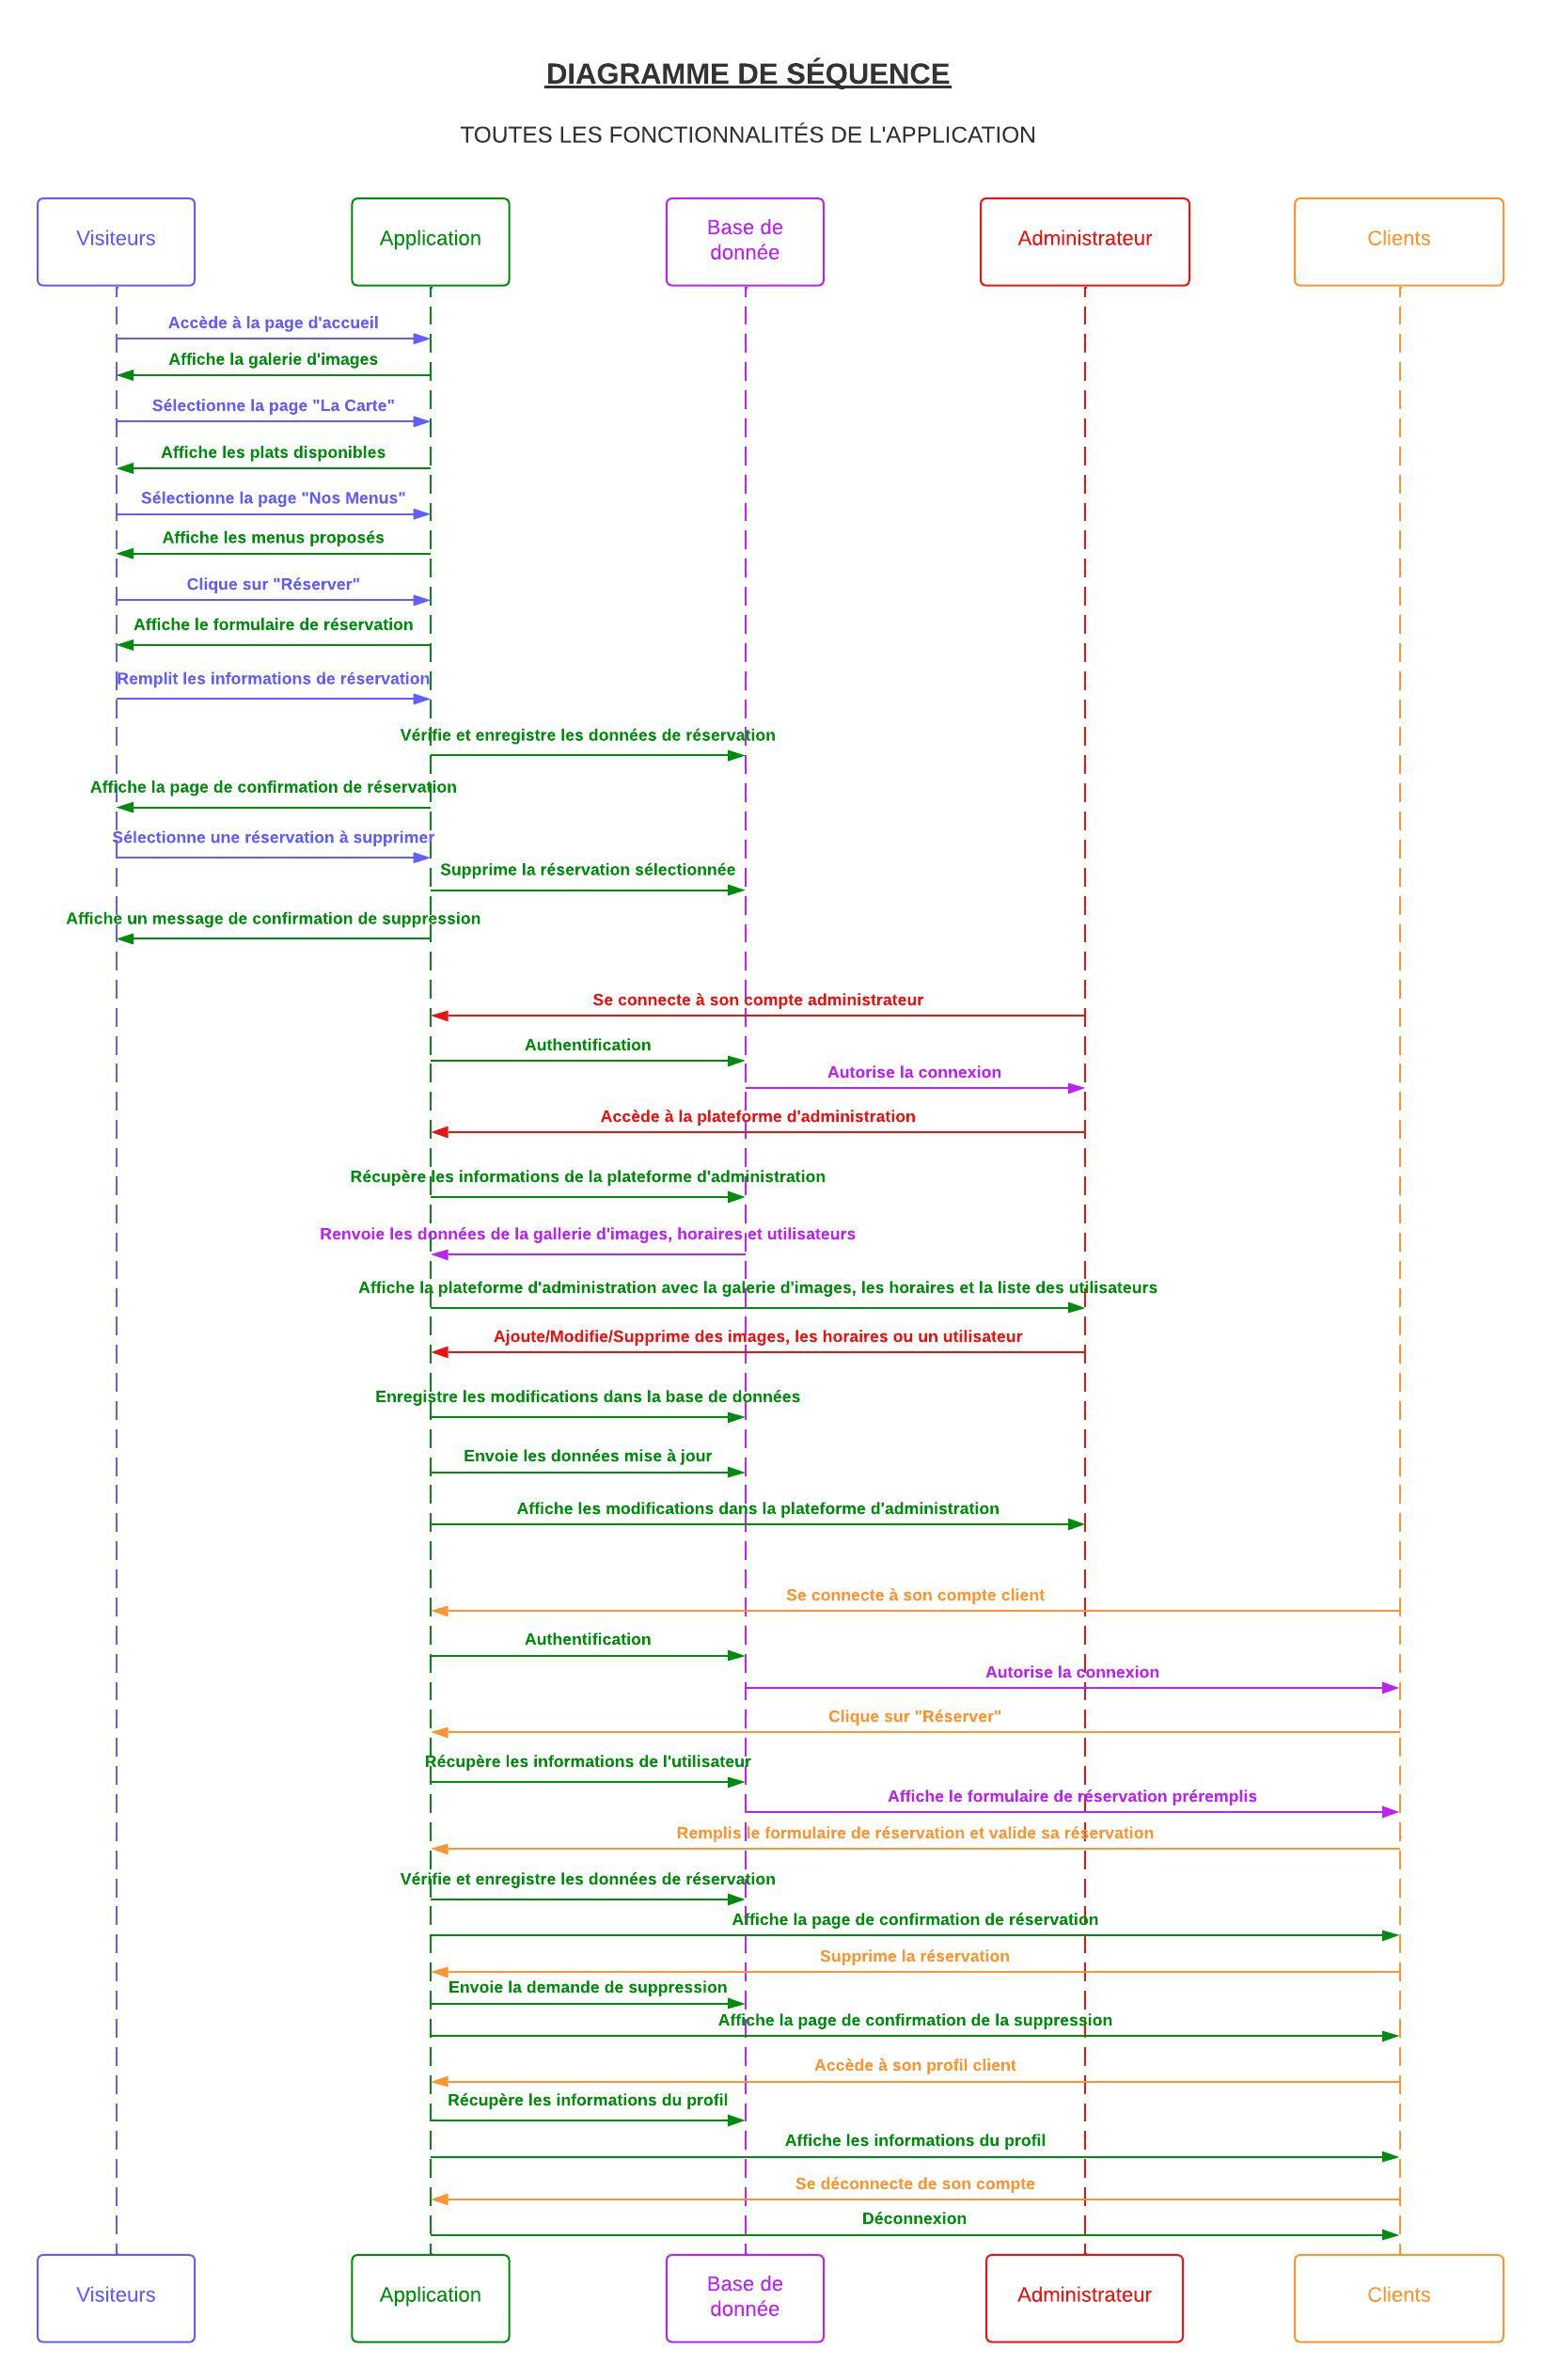 DIAGRAMME DE SÉQUENCE
TOUTES LES FONCTIONNALITÉS DE L'APPLICATION
Visiteurs
Application
Base de
donnée
Administrateur
Clients
Accède à la page d'accueil
Affiche la galerie d'images
Sélectionne la page "La Carte"
Affiche les plats disponibles
Sélectionne la page "Nos Menus"
Affiche les menus proposés
Clique sur "Réserver"
Affiche le formulaire de réservation
Remplit les informations de réservation
Vérifie et enregistre les données de réservation
Affiche la page de confirmation de réservation
Sélectionne une réservation à supprimer
Supprime la réservation sélectionnée
Affiche un message de confirmation de suppression
Se connecte à son compte administrateur
Authentification
Autorise la connexion
Accède à la plateforme d'administration
Récupère les informations de la plateforme d'administration
Renvoie les données de la gallerie d'images, horaires et utilisateurs
Affiche la plateforme d'administration avec la galerie d'images, les horaires et la liste des utilisateurs
Ajoute/Modifie/Supprime des images, les horaires ou un utilisateur
Enregistre les modifications dans la base de données
Envoie les données mise à jour
Affiche les modifications dans la plateforme d'administration
Se connecte à son compte client
Authentification
Autorise la connexion
Clique sur "Réserver"
Récupère les informations de l'utilisateur
Affiche le formulaire de réservation préremplis
Remplis le formulaire de réservation et valide sa réservation
Vérifie et enregistre les données de réservation
Affiche la page de confirmation de réservation
Supprime la réservation
Envoie la demande de suppression
Affiche la page de confirmation de la suppression
Accède à son profil client
Récupère les informations du profil
Affiche les informations du profil
Se déconnecte de son compte
Déconnexion
Visiteurs
Application
Base de
donnée
Administrateur
Clients